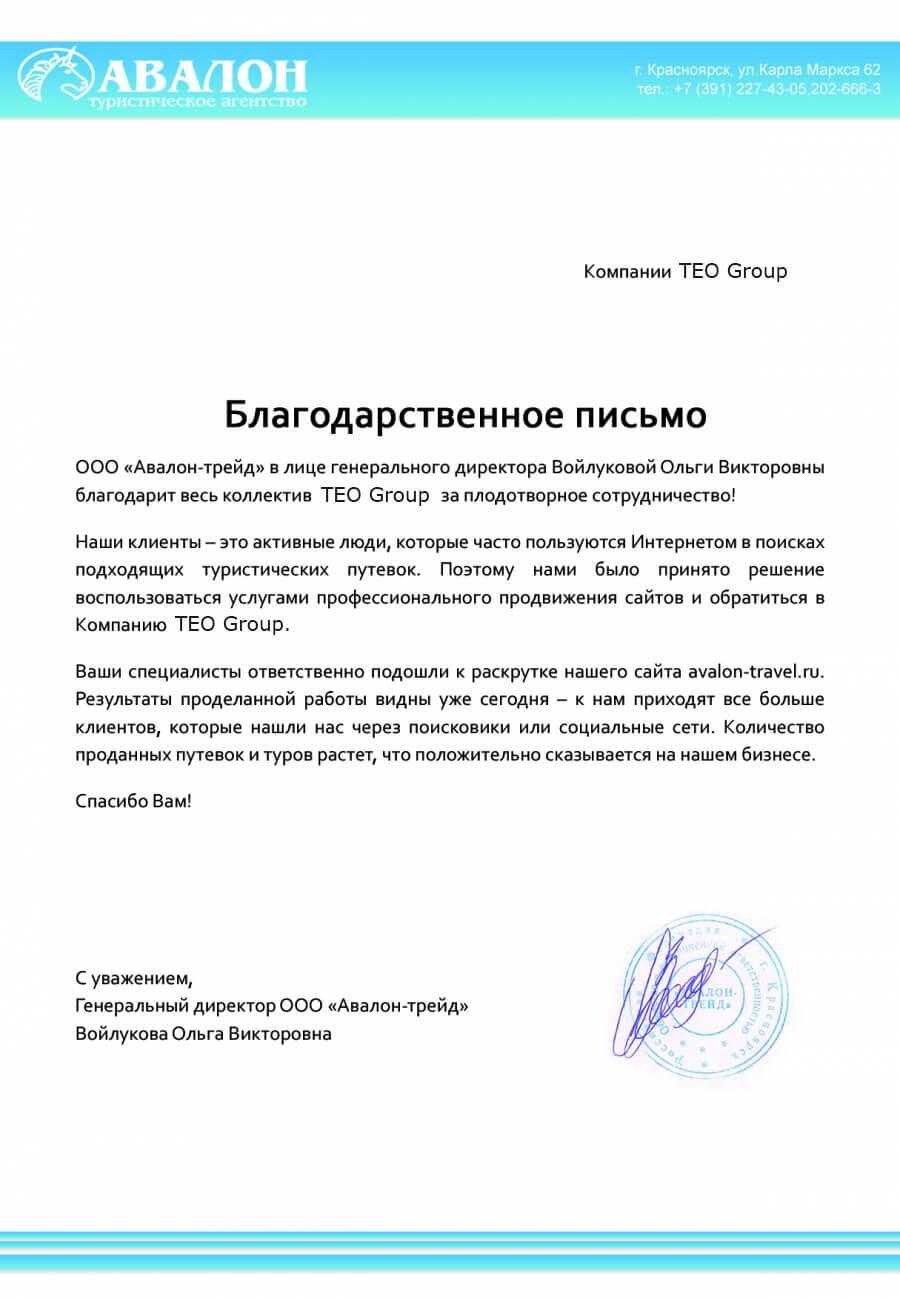 АВАЛОН
туристическое агентство
г. Красноярск, ул.Карла Маркса 62
тел.: +7 (391) 227-43-05,202-666-3
Компании TEO Group
Благодарственное письмо
ООО «Авалон-трейд» в лице генерального директора Войлуковой Ольги Викторовны
благодарит весь коллектив TEO Group за плодотворное сотрудничество!
Наши клиенты – это активные люди, которые часто пользуются Интернетом в поисках
подходящих туристических путевок. Поэтому нами было принято решение
воспользоваться услугами профессионального продвижения сайтов и обратиться в
Компанию TEO Group.
Ваши специалисты ответственно подошли к раскрутке нашего сайта avalon-travel.ru.
Результаты проделанной работы видны уже сегодня – к нам приходят все больше
клиентов, которые нашли нас через поисковики или социальные сети. Количество
проданных путевок и туров растет, что положительно сказывается на нашем бизнесе.
Спасибо Вам!
С уважением,
Генеральный директор ООО «Авалон-трейд»
Войлукова Ольга Викторовна
г. Красноярск
ответственностью